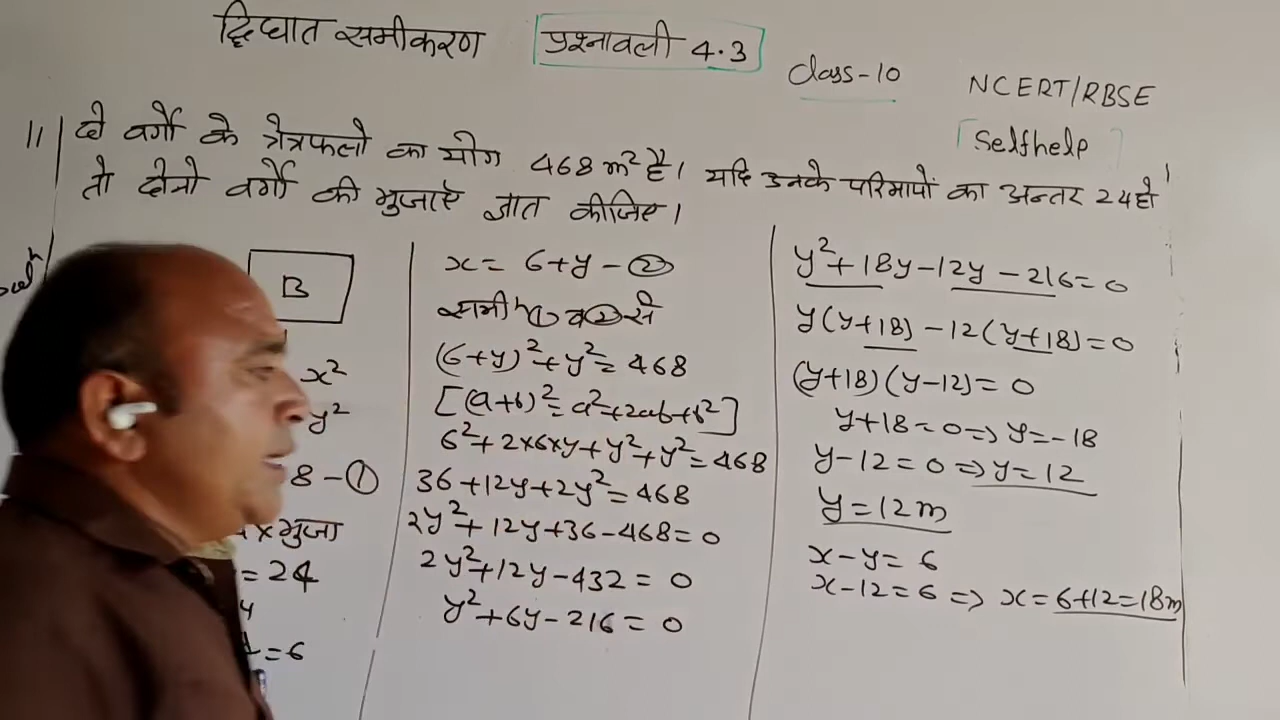 द्विघात समीकरण प्रश्नावली 4.3
Class-10 NCERT/RBSE
Selfhelp
11 दो वर्गों के क्षेत्रफलो का योग 468 m² है। यदि उनके परिमापों का अन्तर 24 हो
तो दोनो वर्गों की भुजाएँ ज्ञात कीजिए।
B
x²
y²
8 - ①
×भुजा
= 24
=6
x = 6+y - ②
समी ① व ② से
(6+y)²+y²= 468
[(a+b)²=a²+2ab+b²]
6²+2×6×y+y²+y²=468
36+12y+2y²=468
2y²+12y+36-468=0
2y²+12y-432=0
y²+6y-216=0
y²+18y-12y-216=0
y(y+18)-12(y+18)=0
(y+18)(y-12)=0
y+18=0=>y=-18
y-12=0=>y=12
y=12m
x-y=6
x-12=6 => x=6+12=18m